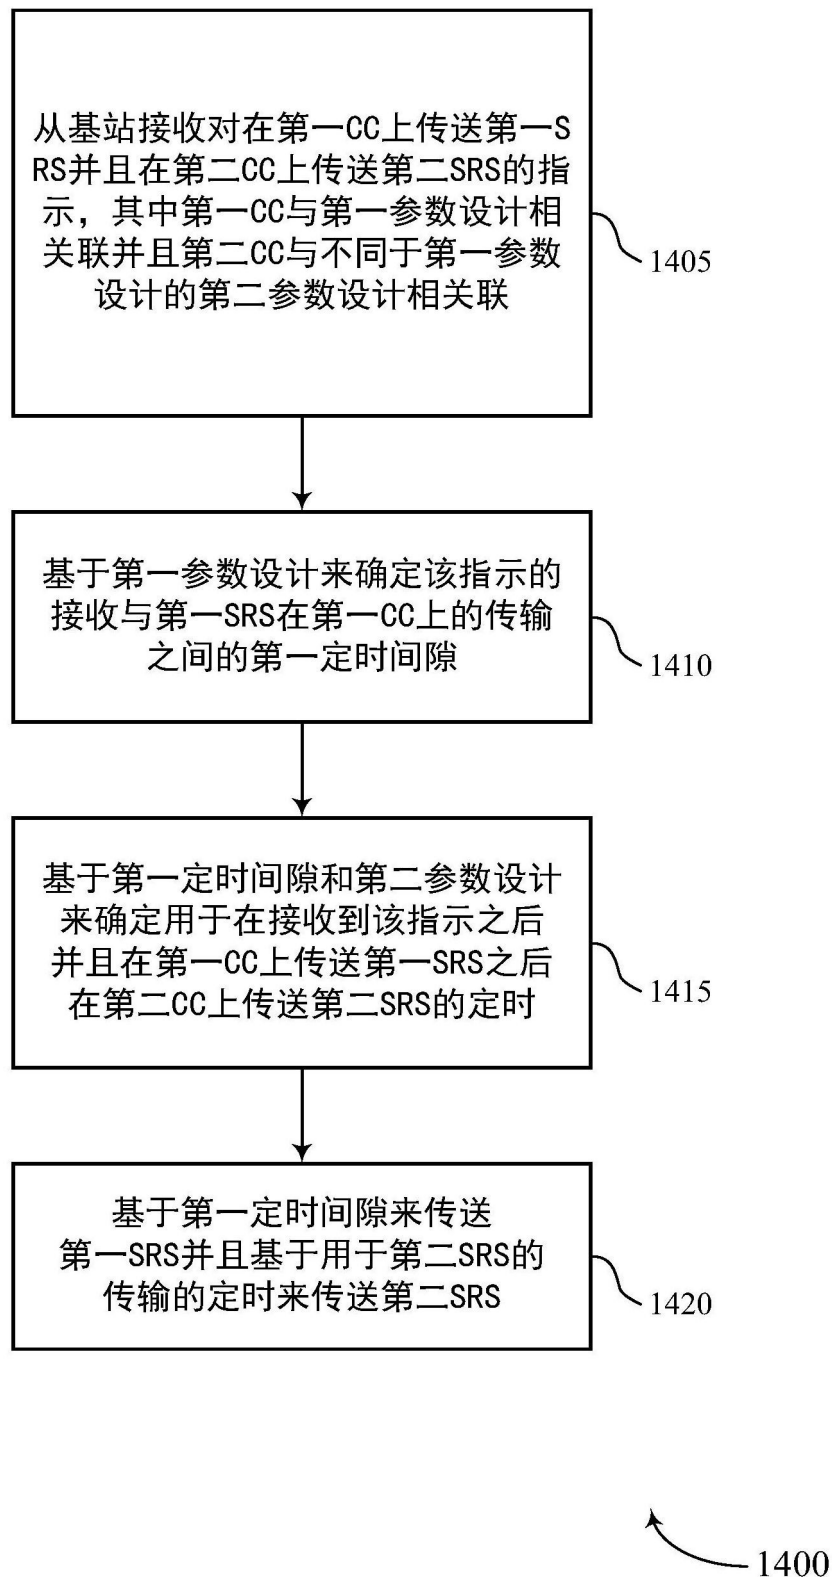 从基站接收对在第一CC上传送第一S
RS并且在第二CC上传送第二SRS的指
示，其中第一CC与第一参数设计相
关联并且第二CC与不同于第一参数
设计的第二参数设计相关联
1405
基于第一参数设计来确定该指示的
接收与第一SRS在第一CC上的传输
之间的第一定时间隙
1410
基于第一定时间隙和第二参数设计
来确定用于在接收到该指示之后
并且在第一CC上传送第一SRS之后
在第二CC上传送第二SRS的定时
1415
基于第一定时间隙来传送
第一SRS并且基于用于第二SRS的
传输的定时来传送第二SRS
1420
1400